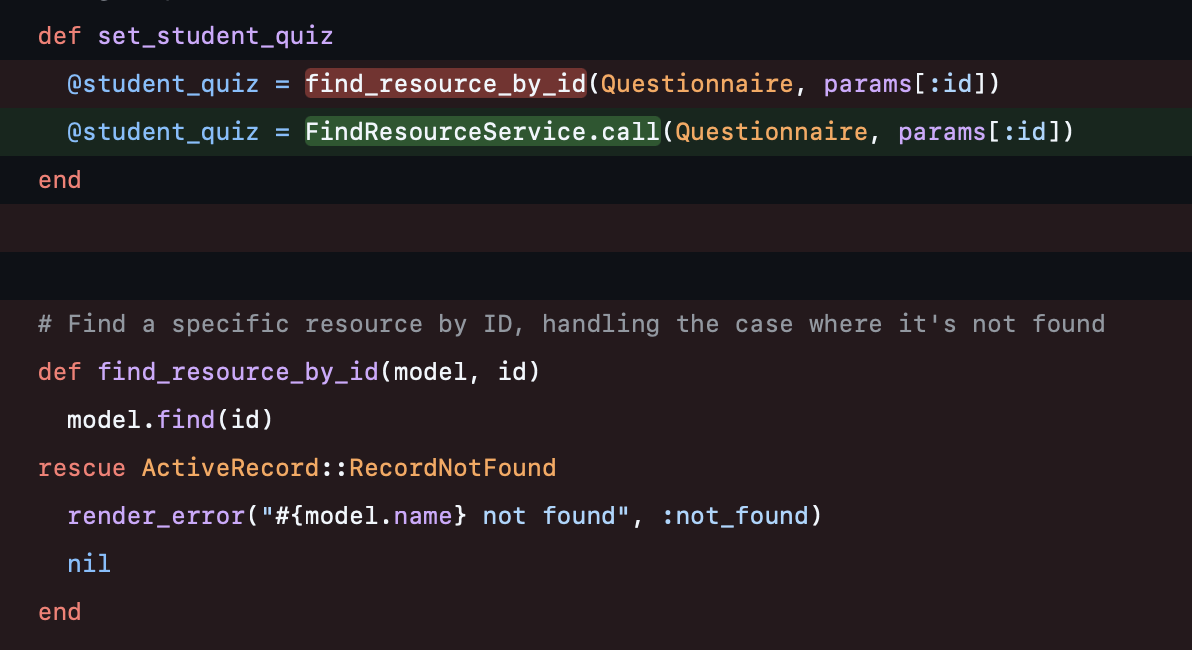 def set_student_quiz
@student_quiz = find_resource_by_id(Questionnaire, params[:id])
@student_quiz = FindResourceService.call(Questionnaire, params[:id])
end
# Find a specific resource by ID, handling the case where it's not found
def find_resource_by_id(model, id)
model.find(id)
rescue ActiveRecord::RecordNotFound
render_error("#{model.name} not found", :not_found)
nil
end